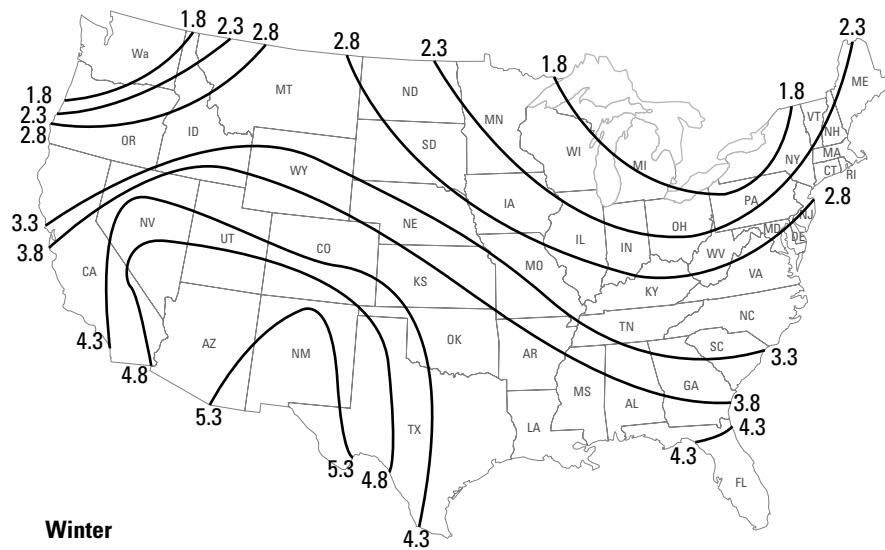 1.8 2.3 2.8 2.8 2.3 1.8 1.8 2.3
Wa
ND
ME
MT
MN
VT
1.8
2.3
2.8
OR
ID
SD
WI
MI
NY
NH
MA
CT
RI
WY
IA
PA
2.8
3.3
3.8
NV
NE
IL
IN
OH
NJ
MD
DE
UT
CO
WV
CA
KS
MO
KY
VA
TN
NC
4.3
4.8
AZ
NM
OK
AR
SC
3.3
MS
AL
GA
5.3
3.8
TX
LA
4.3
5.3
4.8
4.3
FL
4.3
Winter